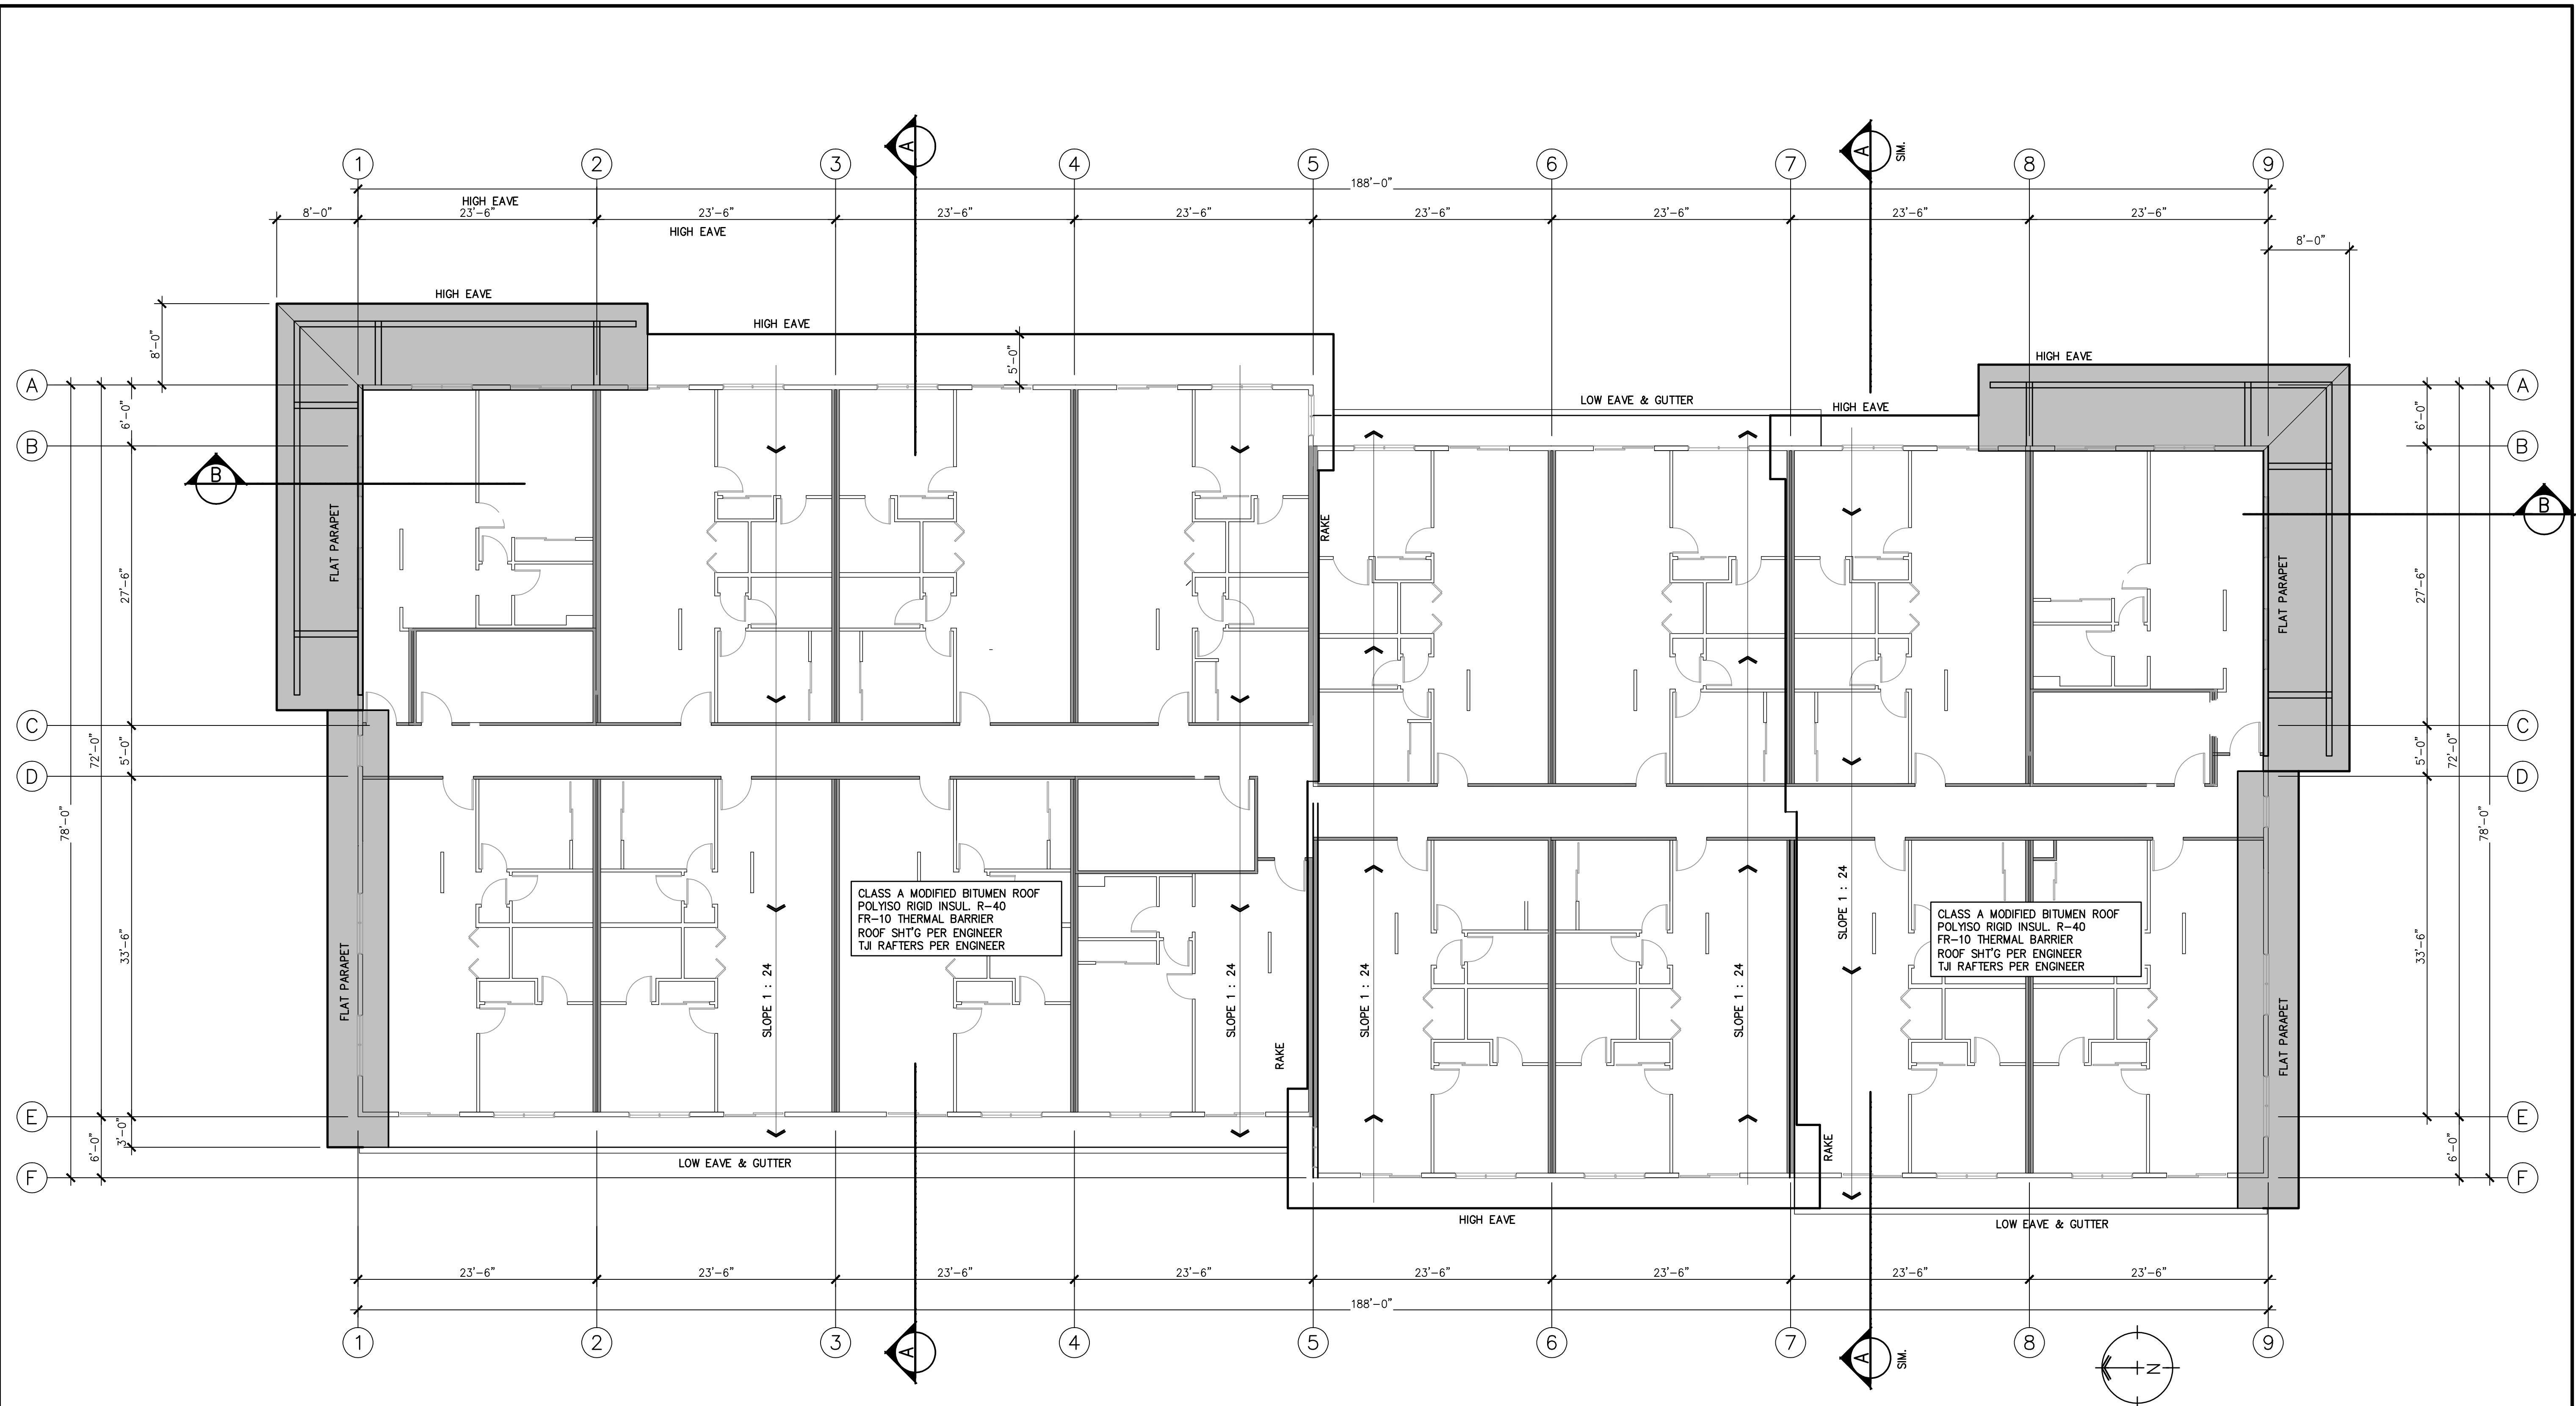 A
A
SIM.
1
2
3
4
5
6
7
8
9
188'-0"
HIGH EAVE
8'-0"
23'-6"
23'-6"
23'-6"
23'-6"
23'-6"
23'-6"
23'-6"
23'-6"
HIGH EAVE
8'-0"
HIGH EAVE
HIGH EAVE
8'-0"
5'-0"
HIGH EAVE
A
A
LOW EAVE & GUTTER
HIGH EAVE
6'-0"
6'-0"
B
B
B
B
RAKE
FLAT PARAPET
FLAT PARAPET
27'-6"
27'-6"
C
C
72'-0"
5'-0"
5'-0"
72'-0"
D
D
78'-0"
78'-0"
CLASS A MODIFIED BITUMEN ROOF
POLYISO RIGID INSUL. R-40
FR-10 THERMAL BARRIER
ROOF SHT'G PER ENGINEER
TJI RAFTERS PER ENGINEER
SLOPE 1 : 24
CLASS A MODIFIED BITUMEN ROOF
POLYISO RIGID INSUL. R-40
FR-10 THERMAL BARRIER
ROOF SHT'G PER ENGINEER
TJI RAFTERS PER ENGINEER
33'-6"
33'-6"
FLAT PARAPET
SLOPE 1 : 24
SLOPE 1 : 24
SLOPE 1 : 24
SLOPE 1 : 24
FLAT PARAPET
RAKE
E
E
3'-0"
6'-0"
6'-0"
RAKE
LOW EAVE & GUTTER
F
F
HIGH EAVE
LOW EAVE & GUTTER
23'-6"
23'-6"
23'-6"
23'-6"
23'-6"
23'-6"
23'-6"
23'-6"
188'-0"
1
2
3
4
5
6
7
8
9
A
A
SIM.
N